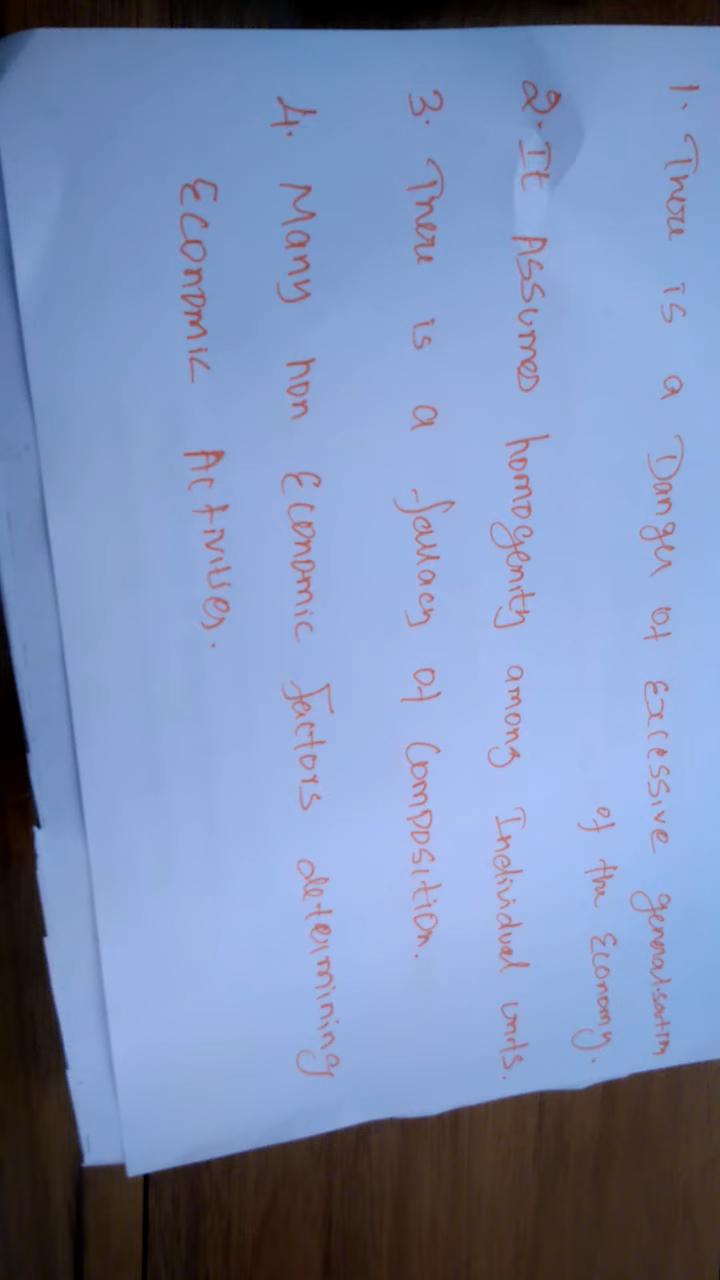 1. There is a Danger of Excessive generalisation
of the Economy.
2. It Assumes homogenity among Individual units.
3. There is a fallacy of Composition.
4. Many non Economic factors determining
Economic Activities.